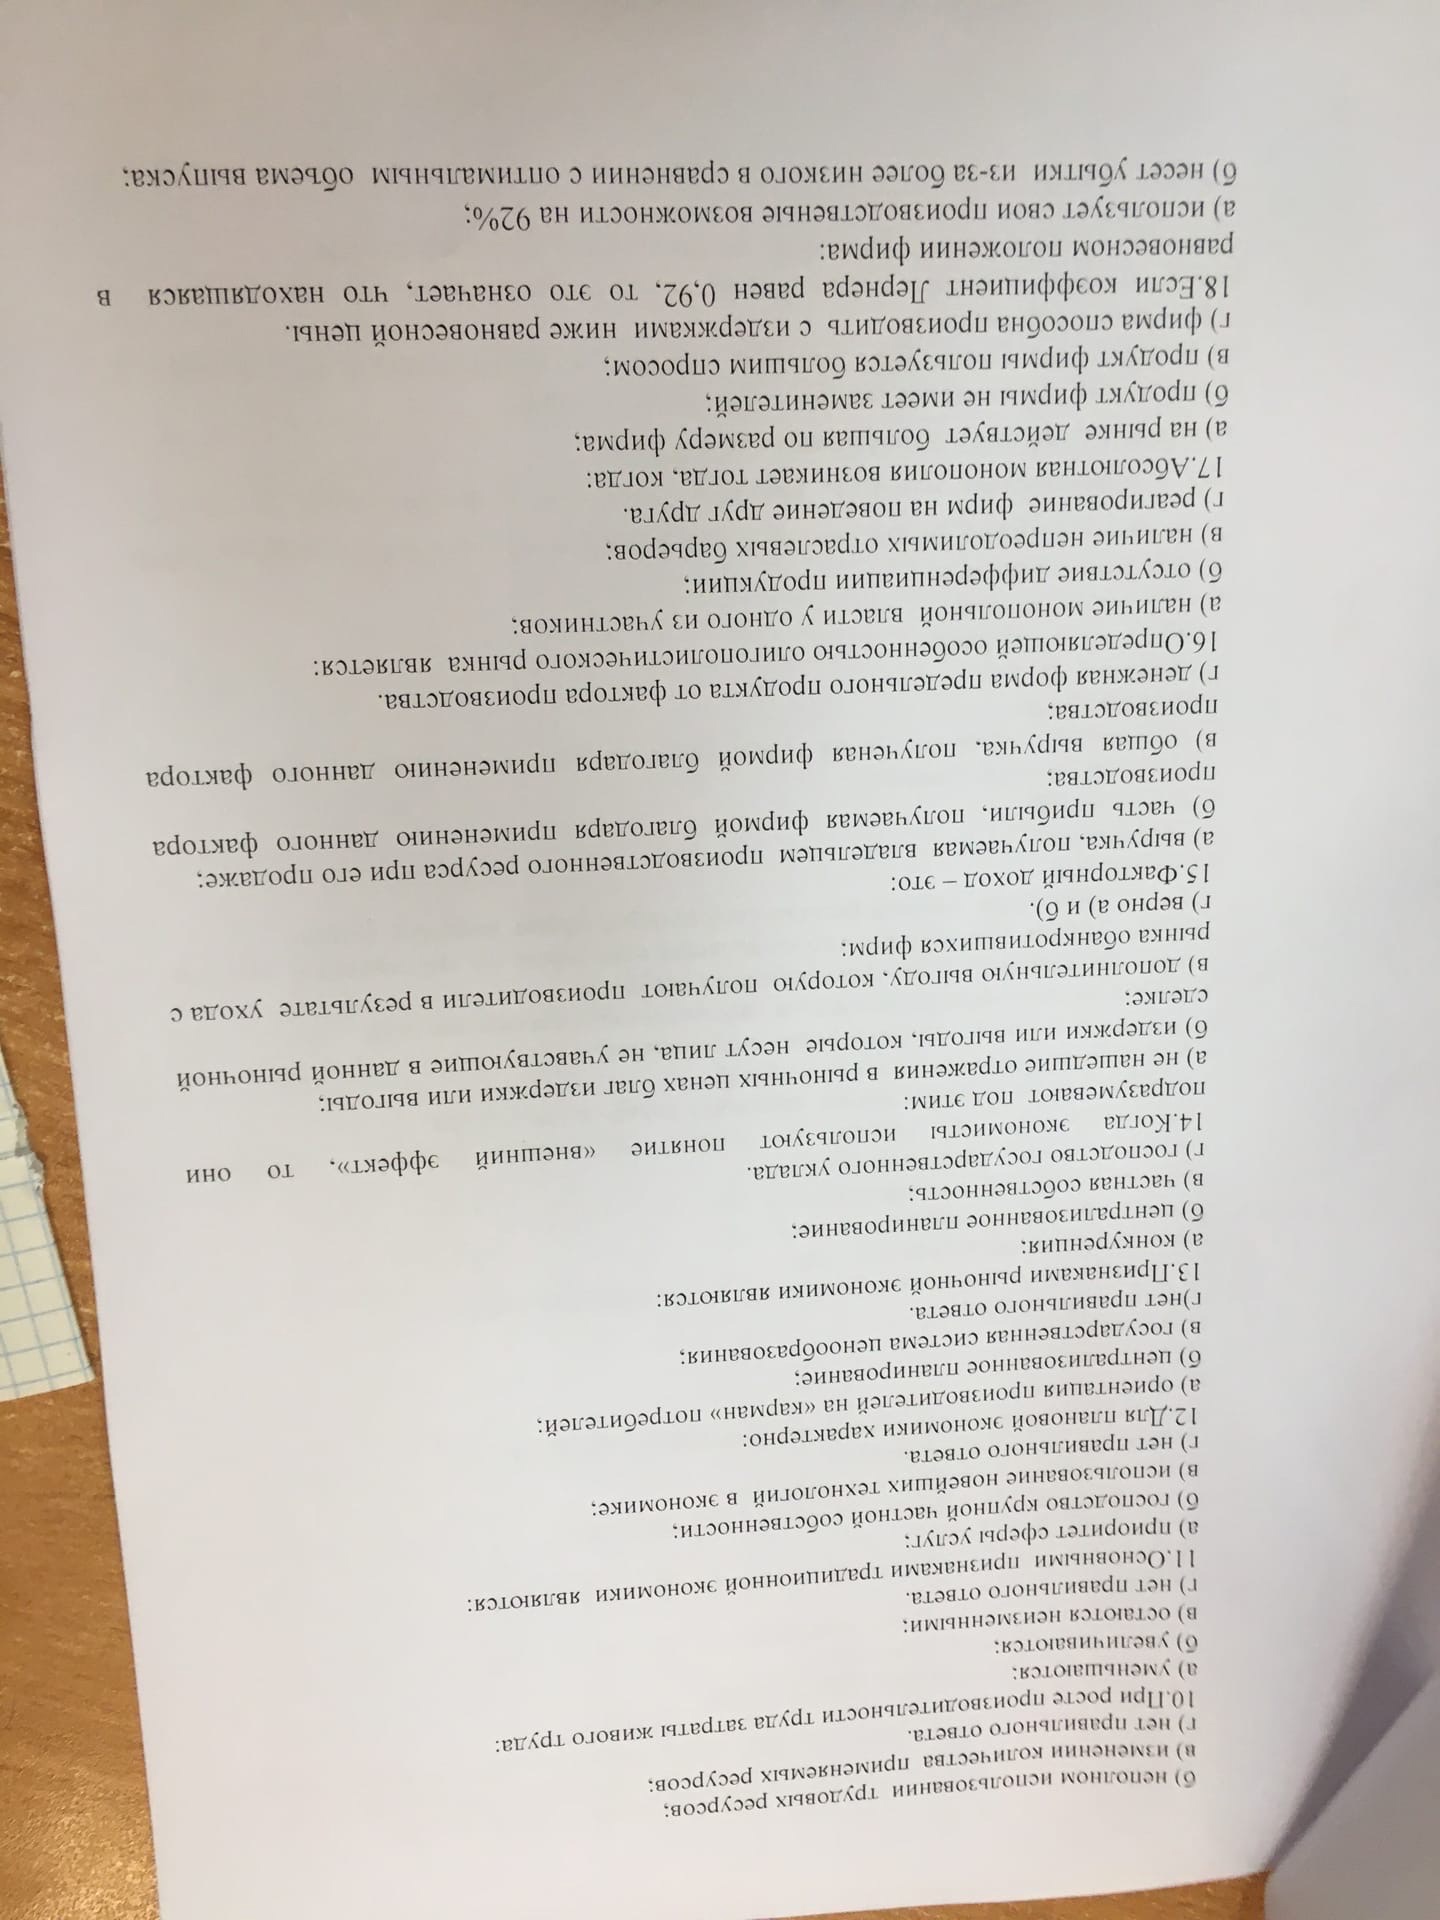 б) неполном использовании трудовых ресурсов;
в) изменении количества применяемых ресурсов;
г) нет правильного ответа.
10.При росте производительности труда затраты живого труда:
а) уменьшаются;
б) увеличиваются;
в) остаются неизменными;
г) нет правильного ответа.
11.Основными признаками традиционной экономики являются:
а) приоритет сферы услуг;
б) господство крупной частной собственности;
в) использование новейших технологий в экономике;
г) нет правильного ответа.
12.Для плановой экономики характерно:
а) ориентация производителей на «карман» потребителей;
б) централизованное планирование;
в) государственная система ценообразования;
г)нет правильного ответа.
13.Признаками рыночной экономики являются:
а) конкуренция;
б) централизованное планирование;
в) частная собственность;
г) господство государственного уклада.
14.Когда экономисты используют понятие «внешний эффект», то они
подразумевают под этим:
а) не нашедшие отражения в рыночных ценах благ издержки или выгоды;
б) издержки или выгоды, которые несут лица, не учавствующие в данной рыночной
сделке;
в) дополнительную выгоду, которую получают производители в результате ухода с
рынка обанкротившихся фирм;
г) верно а) и б).
15.Факторный доход – это:
а) выручка, получаемая владельцем производственного ресурса при его продаже;
б) часть прибыли, получаемая фирмой благодаря применению данного фактора
производства;
в) общая выручка, полученая фирмой благодаря применению данного фактора
производства;
г) денежная форма предельного продукта от фактора производства.
16.Определяющей особенностью олигополистического рынка является:
а) наличие монопольной власти у одного из участников;
б) отсутствие дифференциации продукции;
в) наличие непреодолимых отраслевых барьеров;
г) реагирование фирм на поведение друг друга.
17.Абсолютная монополия возникает тогда, когда:
а) на рынке действует большая по размеру фирма;
б) продукт фирмы не имеет заменителей;
в) продукт фирмы пользуется большим спросом;
г) фирма способна производить с издержками ниже равновесной цены.
18.Если коэффициент Лернера равен 0,92, то это означает, что находящаяся в
равновесном положении фирма:
а) использует свои производственые возможности на 92%;
б) несет убытки из-за более низкого в сравнении с оптимальным объема выпуска;